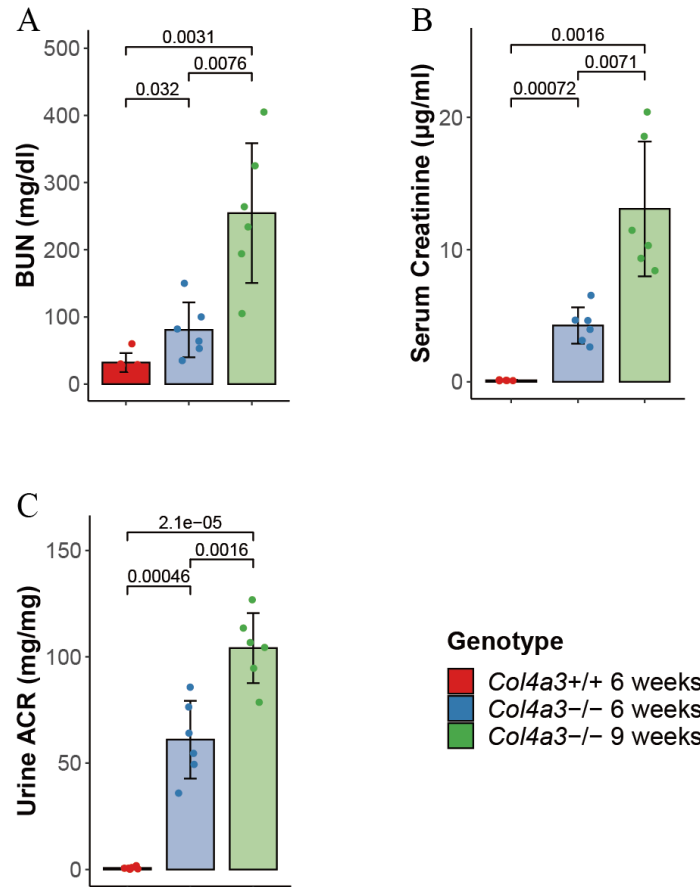 A
0.0031
0.0076
0.032
500
400
300
200
100
0
BUN (mg/dl)
B
0.0016
0.0071
0.00072
20
10
0
Serum Creatinine (µg/ml)
C
2.1e−05
0.0016
0.00046
150
100
50
0
Urine ACR (mg/mg)
Genotype
Col4a3+/+ 6 weeks
Col4a3−/− 6 weeks
Col4a3−/− 9 weeks